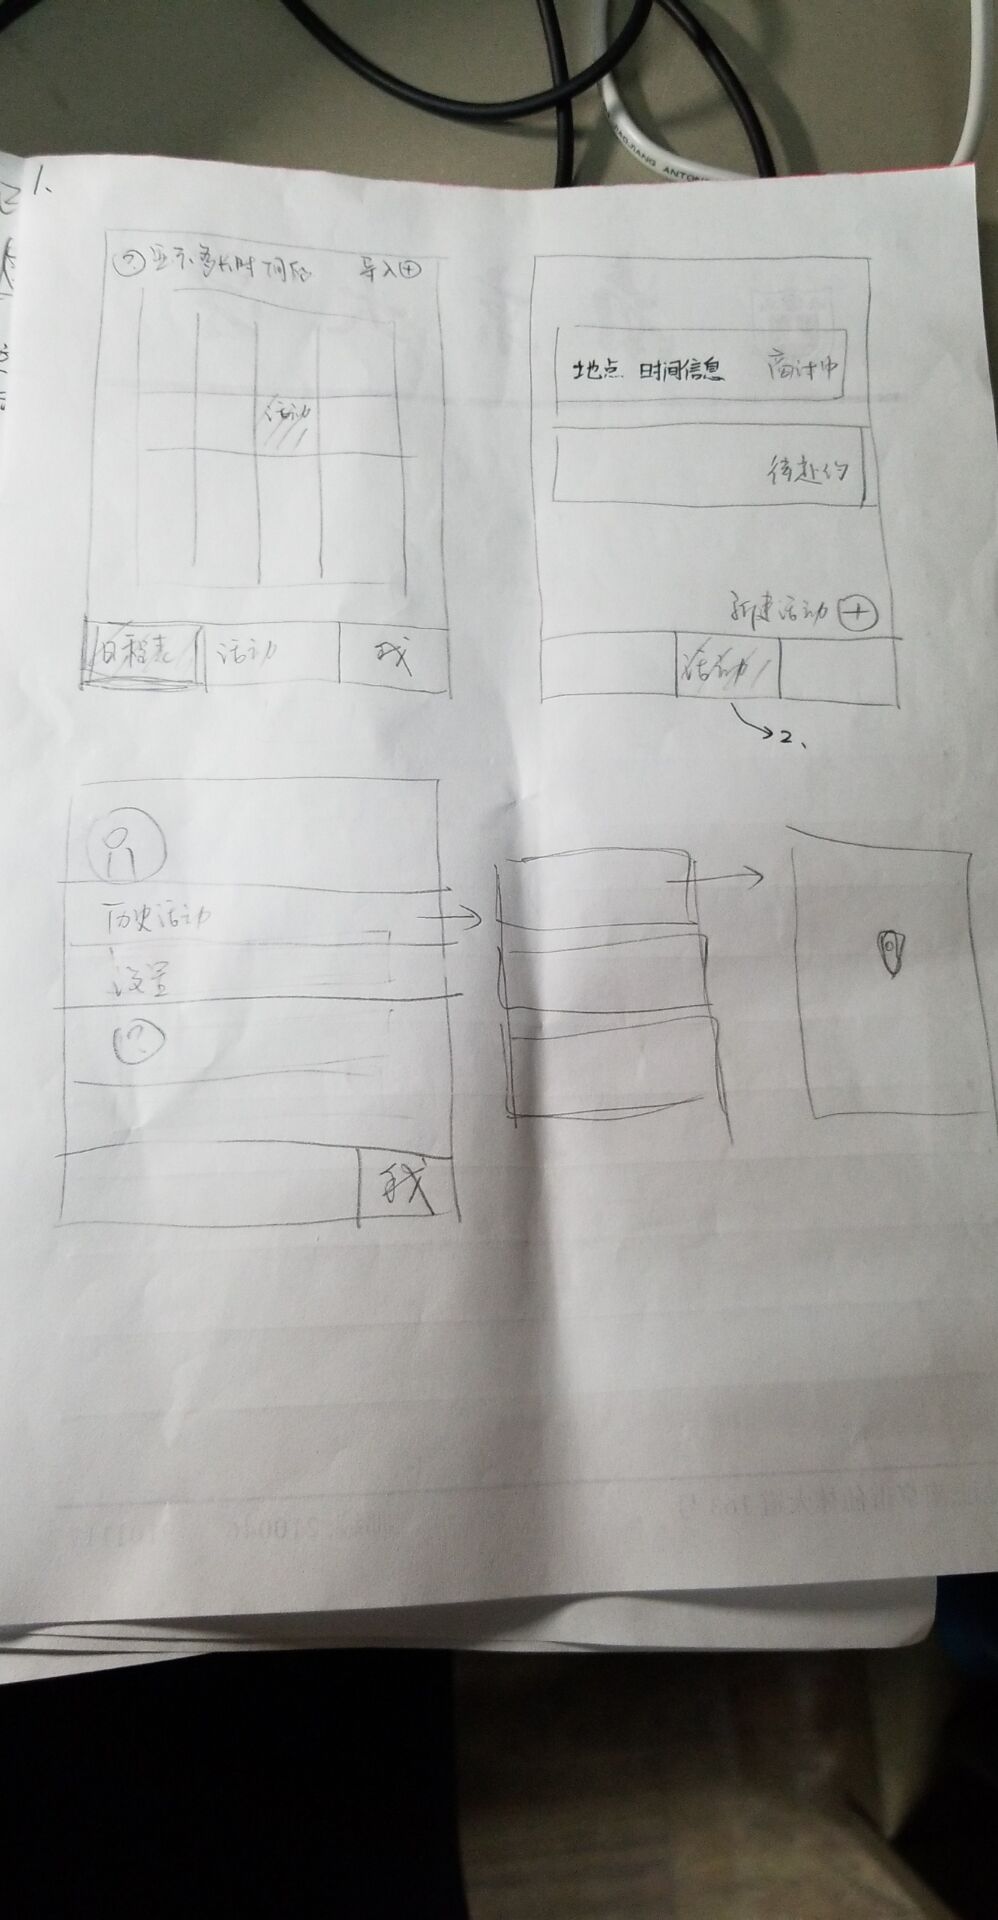 1.
? 显示多长时间段 导入 +
活动
日程表 活动 我
地点 时间信息 商讨中
待赴约
新建活动 +
活动
2.
历史活动
设置
?
我
ANTON